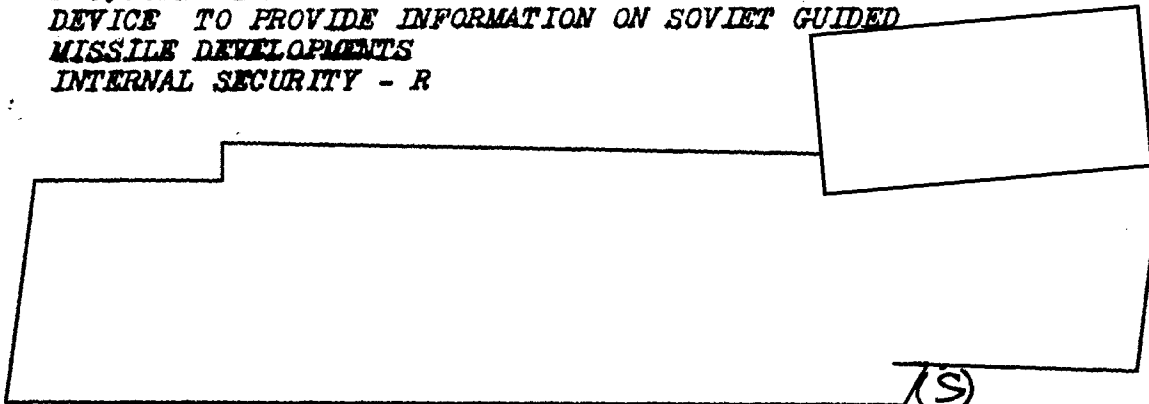 DEVICE TO PROVIDE INFORMATION ON SOVIET GUIDED
MISSILE DEVELOPMENTS
INTERNAL SECURITY - R
(S)